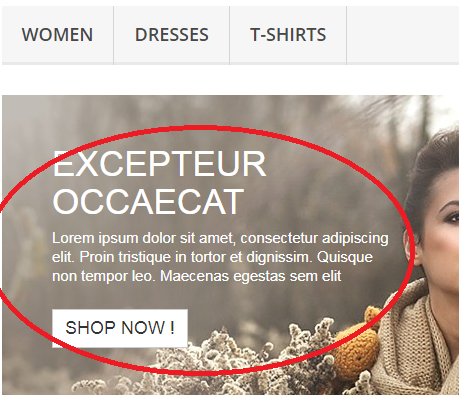 WOMEN DRESSES T-SHIRTS
EXCEPTEUR
OCCAECAT
Lorem ipsum dolor sit amet, consectetur adipiscing
elit. Proin tristique in tortor et dignissim. Quisque
non tempor leo. Maecenas egestas sem elit
SHOP NOW !